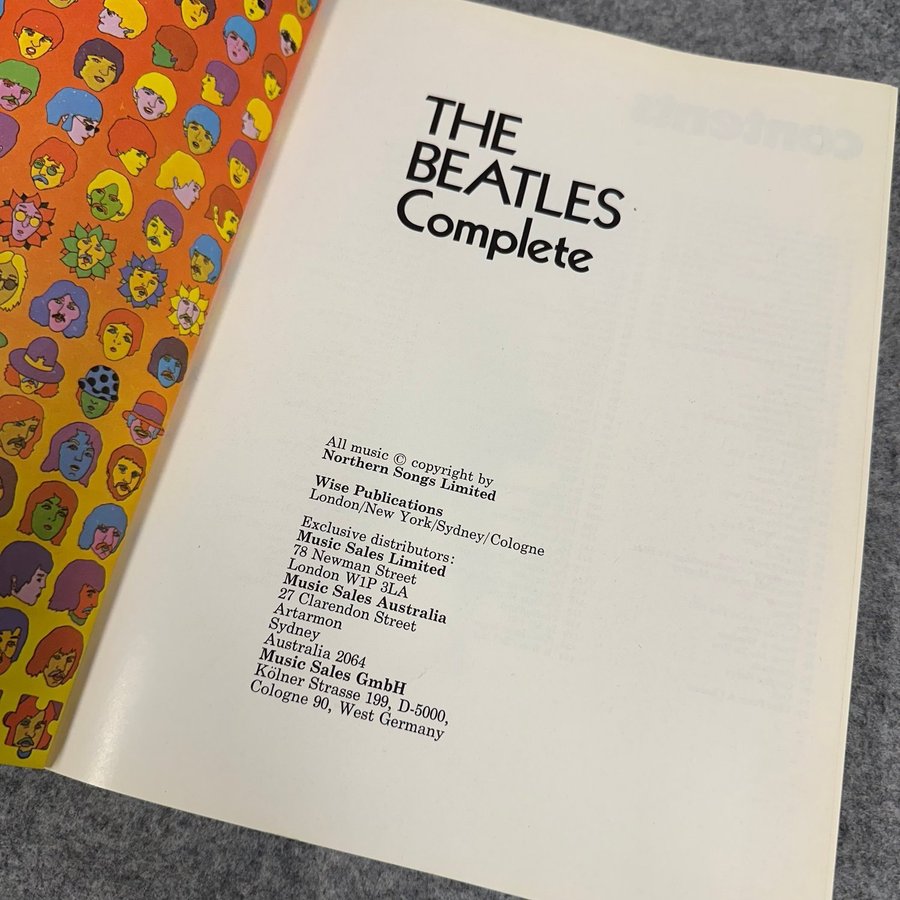 THE
BEATLES
Complete
contents
All music © copyright by
Northern Songs Limited
Wise Publications
London/New York/Sydney/Cologne
Exclusive distributors:
Music Sales Limited
78 Newman Street
London W1P 3LA
Music Sales Australia
27 Clarendon Street
Artarmon
Sydney
Australia 2064
Music Sales GmbH
Kölner Strasse 199, D-5000,
Cologne 90, West Germany